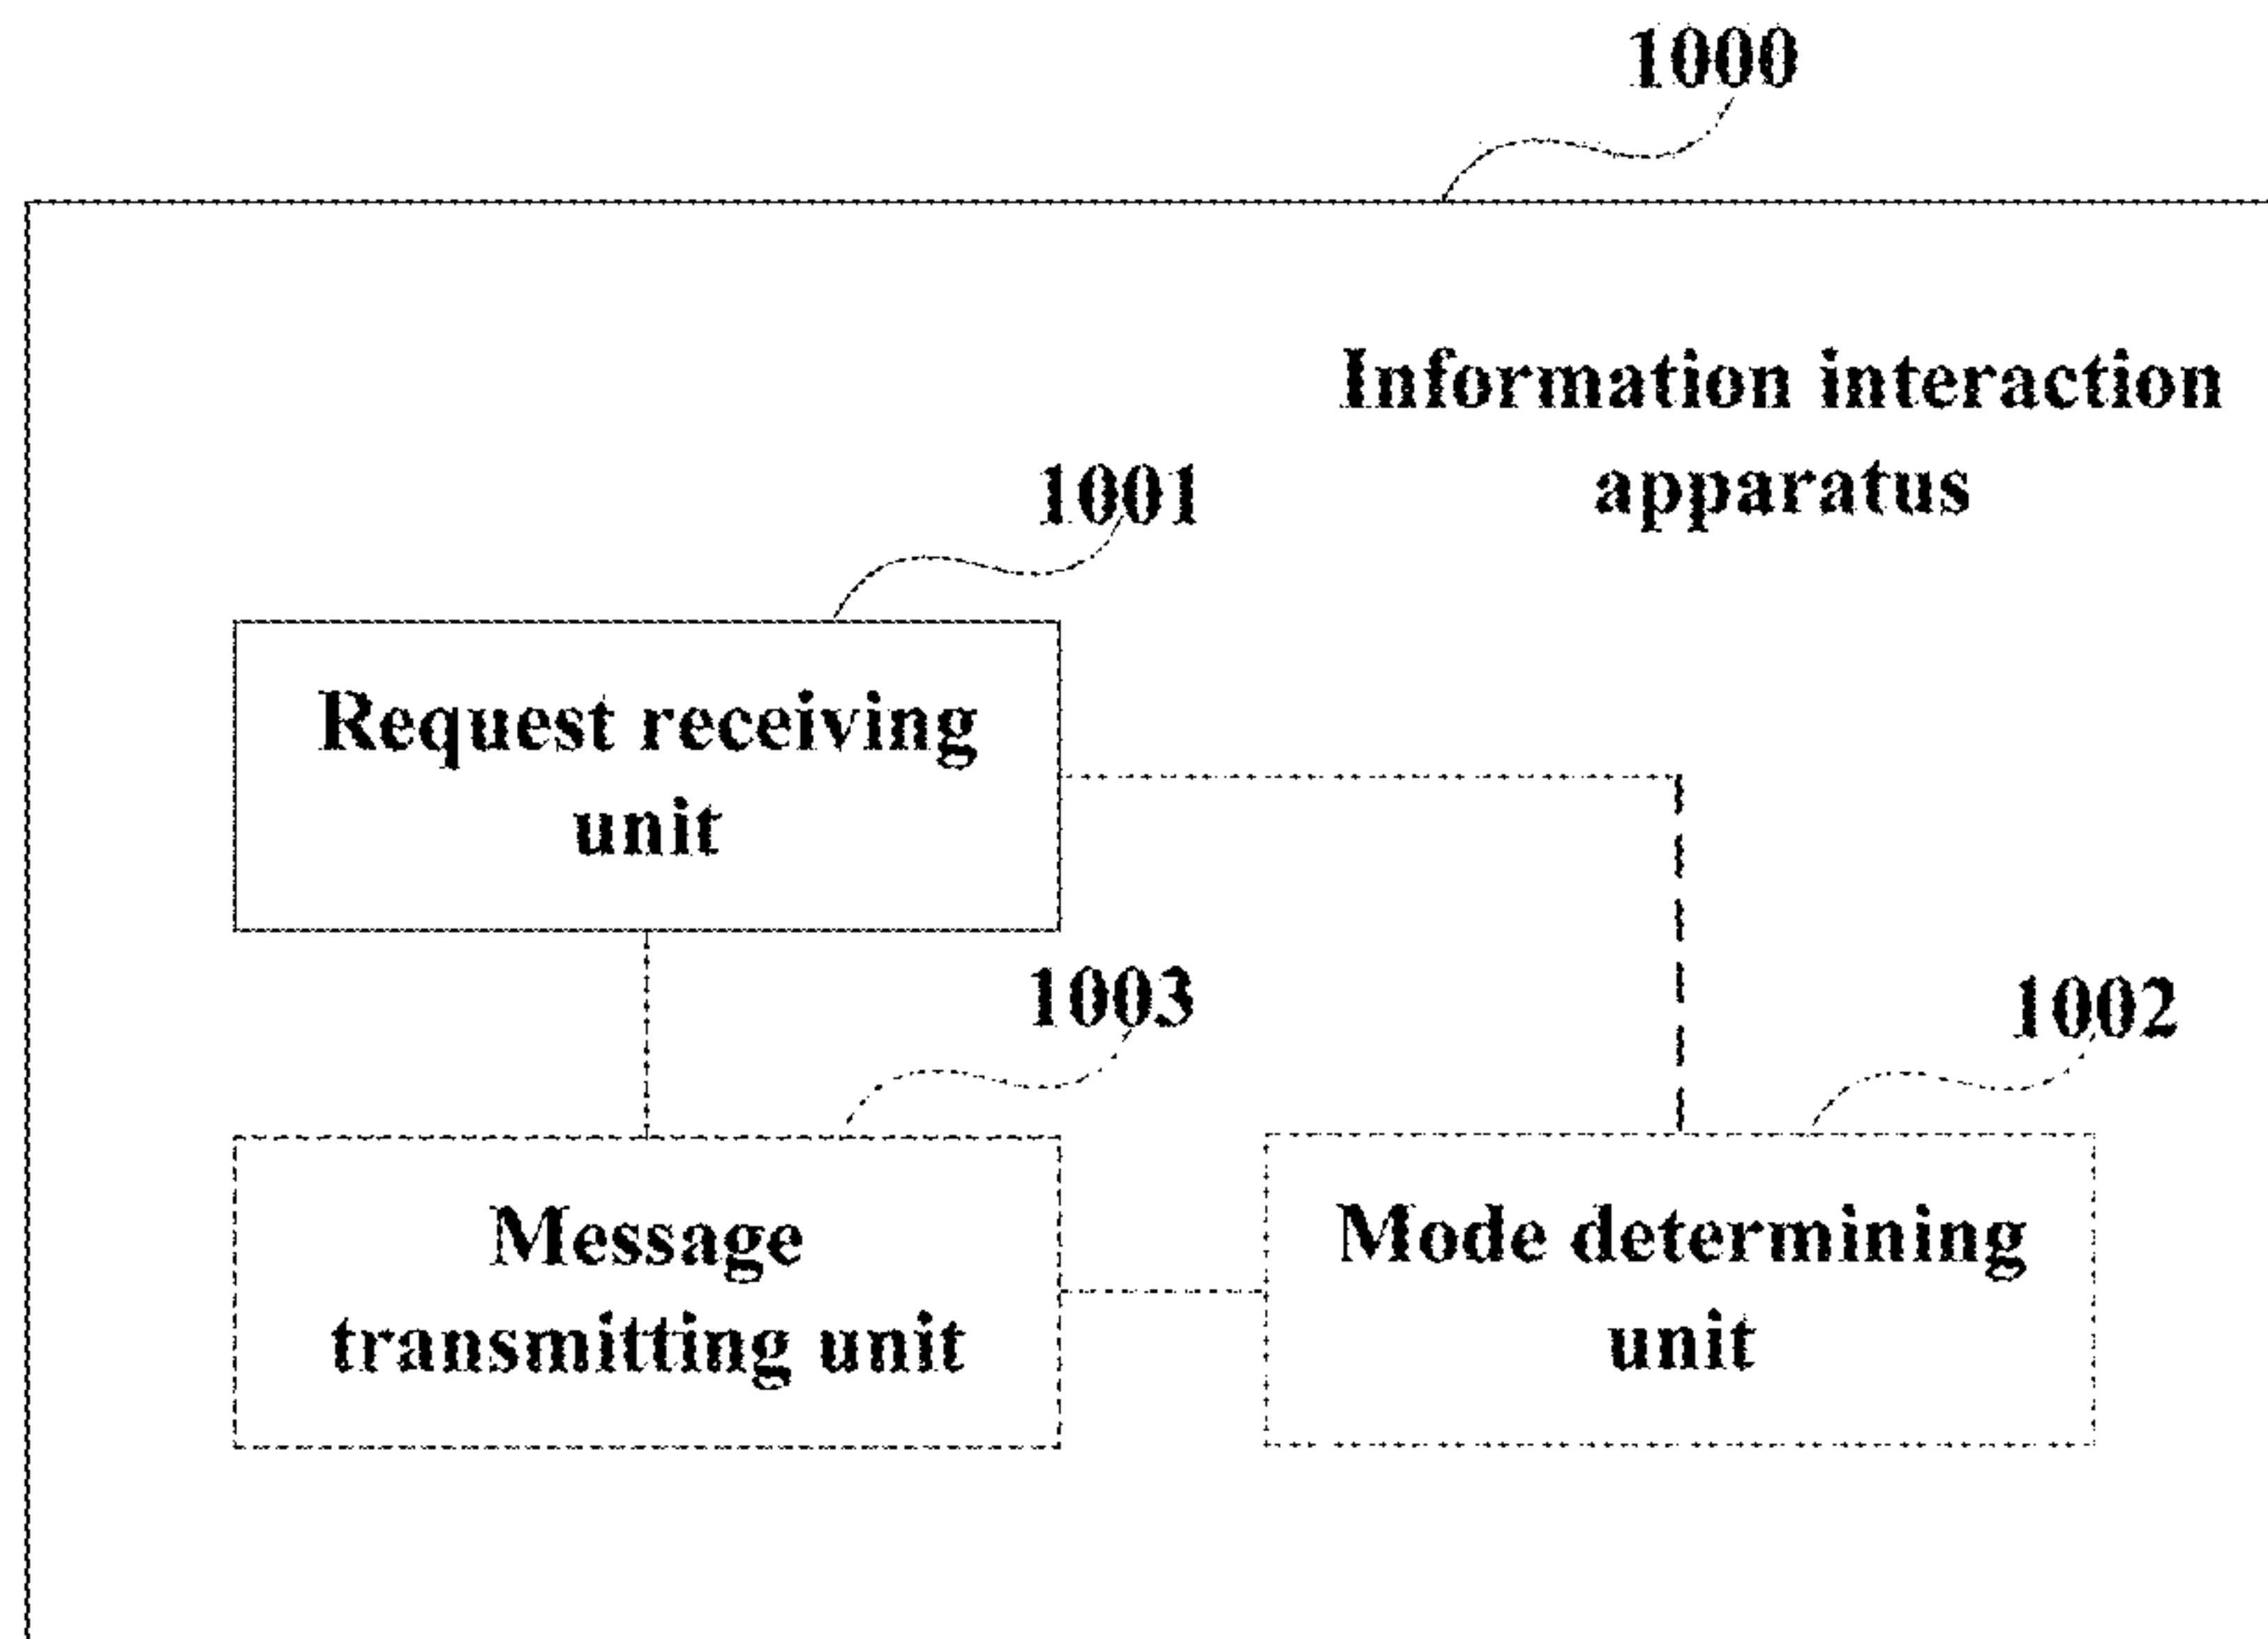 1000
Information interaction
apparatus
1001
Request receiving
unit
1003
1002
Message
transmitting unit
Mode determining
unit